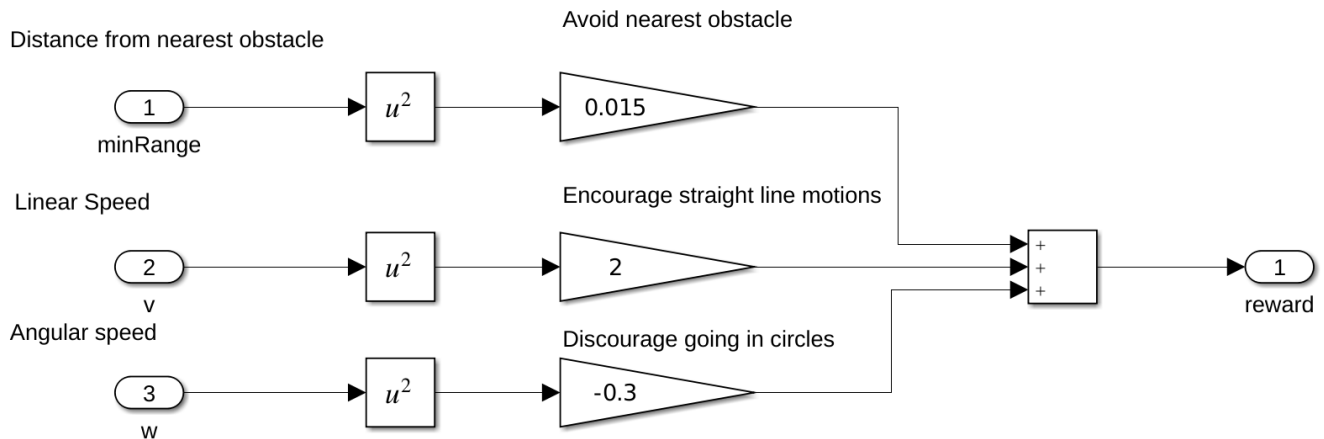 Avoid nearest obstacle
Distance from nearest obstacle
1
u²
0.015
minRange
Linear Speed
Encourage straight line motions
2
u²
2
v
+
+
+
1
reward
Angular speed
Discourage going in circles
3
u²
-0.3
w